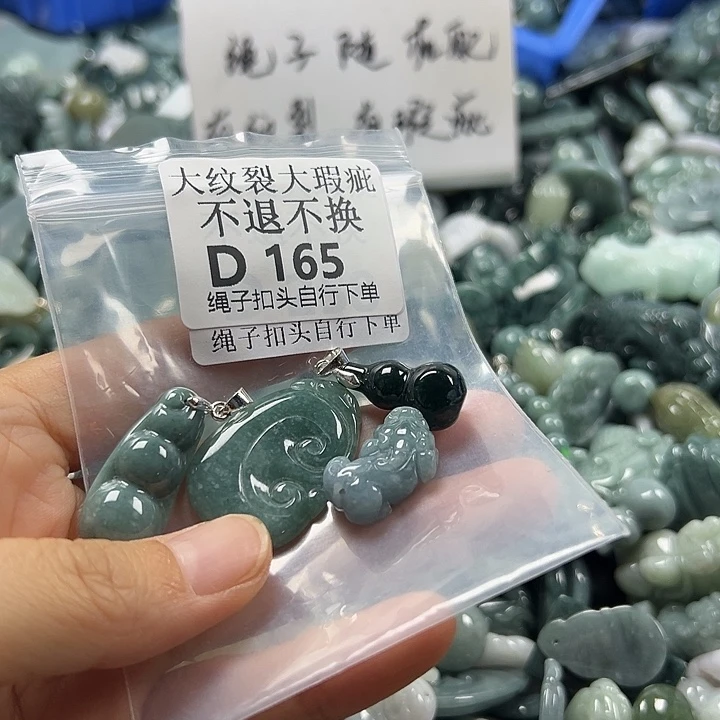 绳子随机配
有纹裂 有瑕疵
大纹裂大瑕疵
不退不换
D 165
绳子扣头自行下单
绳子扣头自行下单